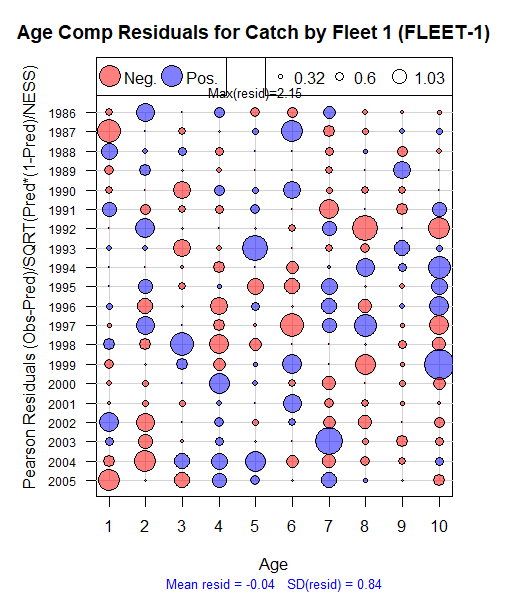 Age Comp Residuals for Catch by Fleet 1 (FLEET-1)
Neg. Pos. 0.32 0.6 1.03
Max(resid)=2.15
Pearson Residuals (Obs-Pred)/SQRT(Pred*(1-Pred)/NESS)
1986
1987
1988
1989
1990
1991
1992
1993
1994
1995
1996
1997
1998
1999
2000
2001
2002
2003
2004
2005
1 2 3 4 5 6 7 8 9 10
Age
Mean resid = -0.04 SD(resid) = 0.84